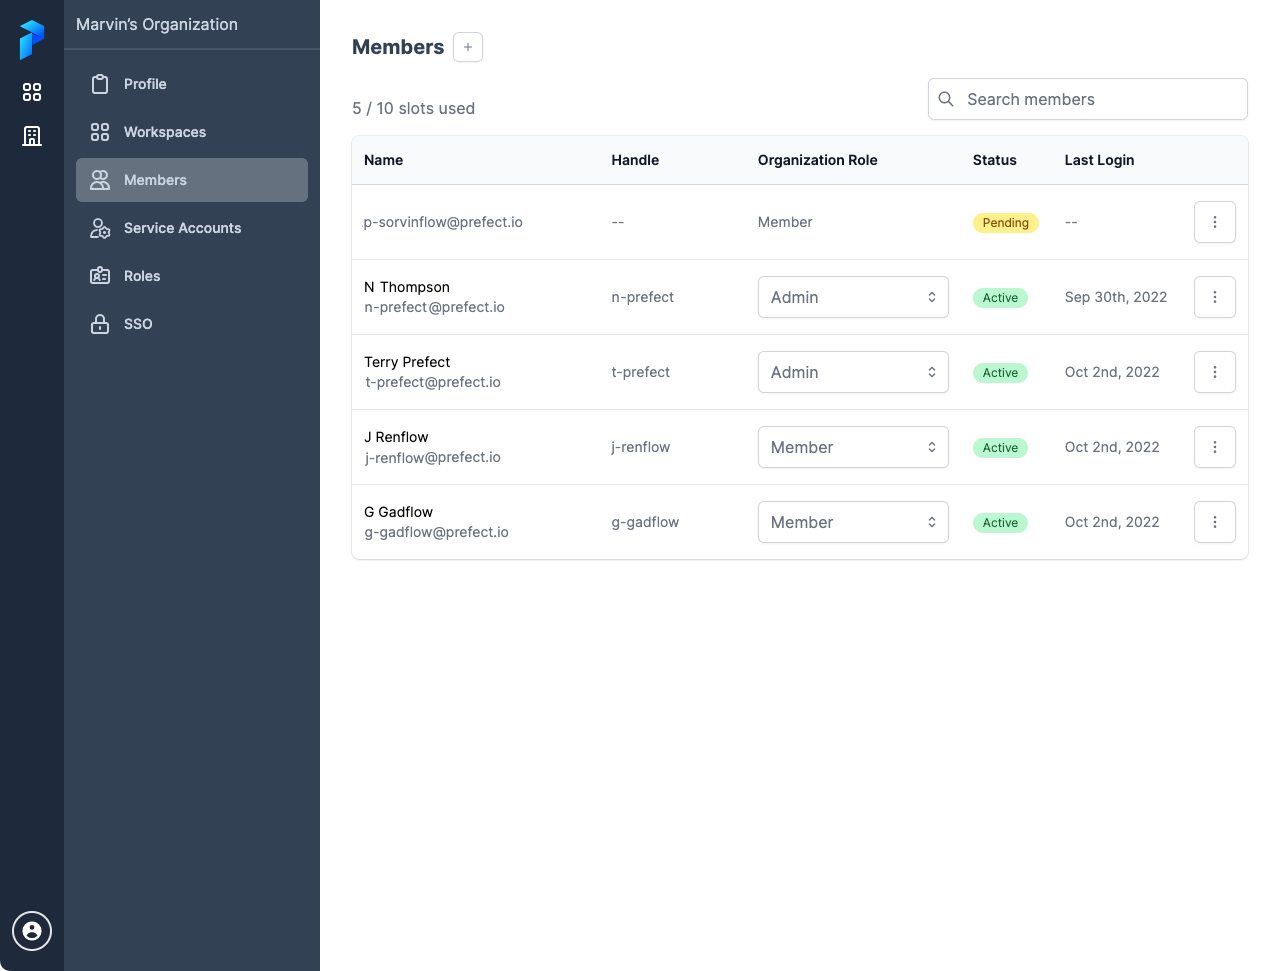 Marvin's Organization
Profile
Workspaces
Members
Service Accounts
Roles
SSO
Members
5 / 10 slots used
Search members
Name Handle Organization Role Status Last Login
p-sorvinflow@prefect.io -- Member Pending --
N Thompson
n-prefect@prefect.io n-prefect Admin Active Sep 30th, 2022
Terry Prefect
t-prefect@prefect.io t-prefect Admin Active Oct 2nd, 2022
J Renflow
j-renflow@prefect.io j-renflow Member Active Oct 2nd, 2022
G Gadflow
g-gadflow@prefect.io g-gadflow Member Active Oct 2nd, 2022